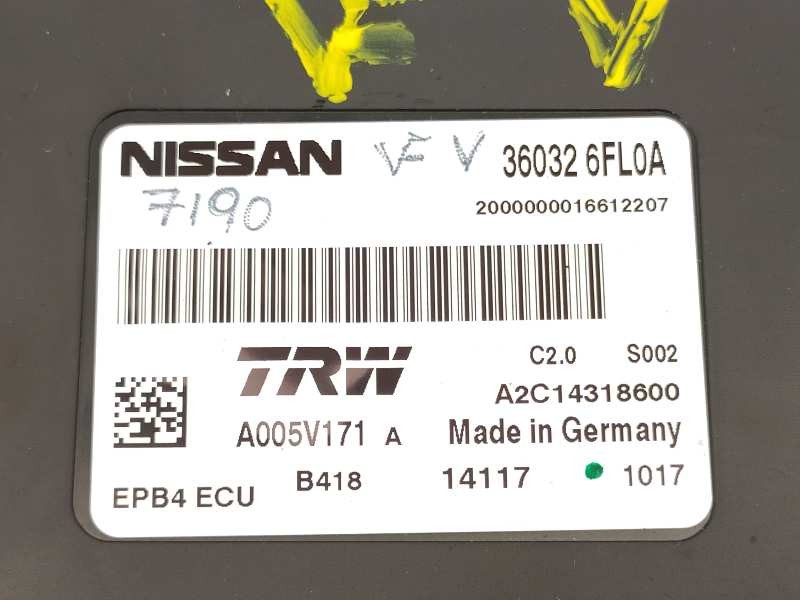 NISSAN VF V 36032 6FL0A
7190
2000000016612207
TRW C2.0 S002
A2C14318600
A005V171 A Made in Germany
EPB4 ECU B418 14117 1017